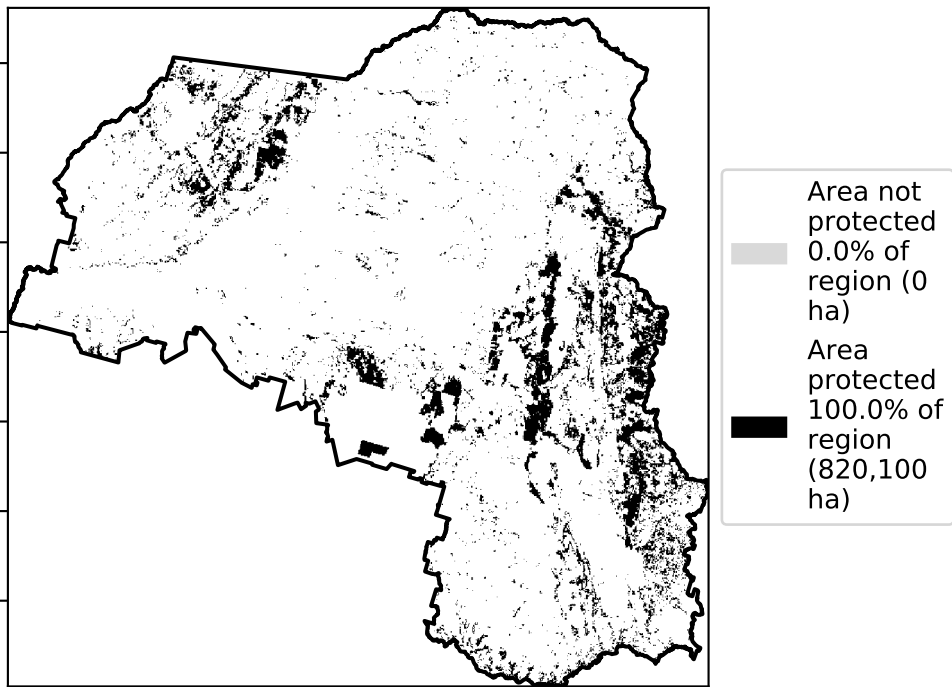 Area not
protected
0.0% of
region (0
ha)
Area
protected
100.0% of
region
(820,100
ha)